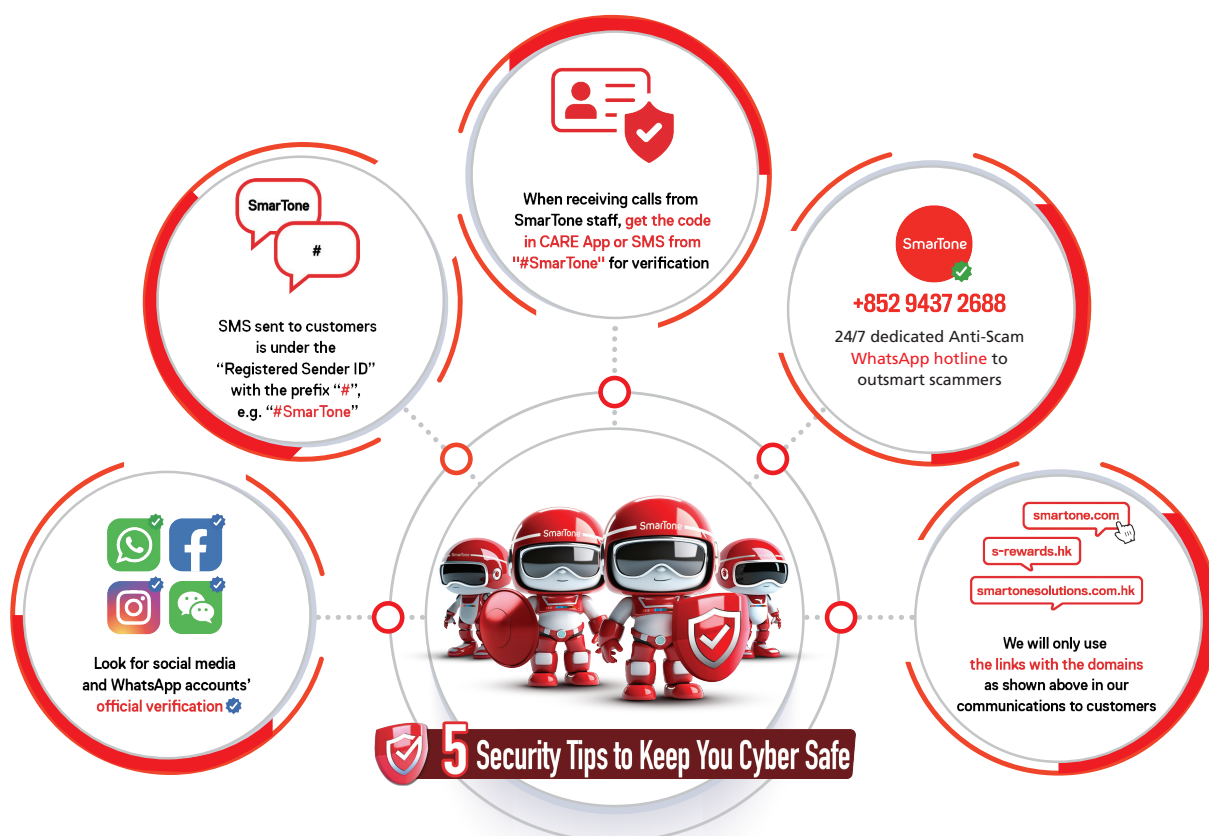 SmarTone
#
SMS sent to customers
is under the
“Registered Sender ID”
with the prefix “#”,
e.g. “#SmarTone”
When receiving calls from
SmarTone staff, get the code
in CARE App or SMS from
"#SmarTone" for verification
SmarTone
+852 9437 2688
24/7 dedicated Anti-Scam
WhatsApp hotline to
outsmart scammers
Look for social media
and WhatsApp accounts’
official verification
smartone.com
s-rewards.hk
smartonesolutions.com.hk
We will only use
the links with the domains
as shown above in our
communications to customers
SmarTone
SmarTone
SmarTone
5 Security Tips to Keep You Cyber Safe